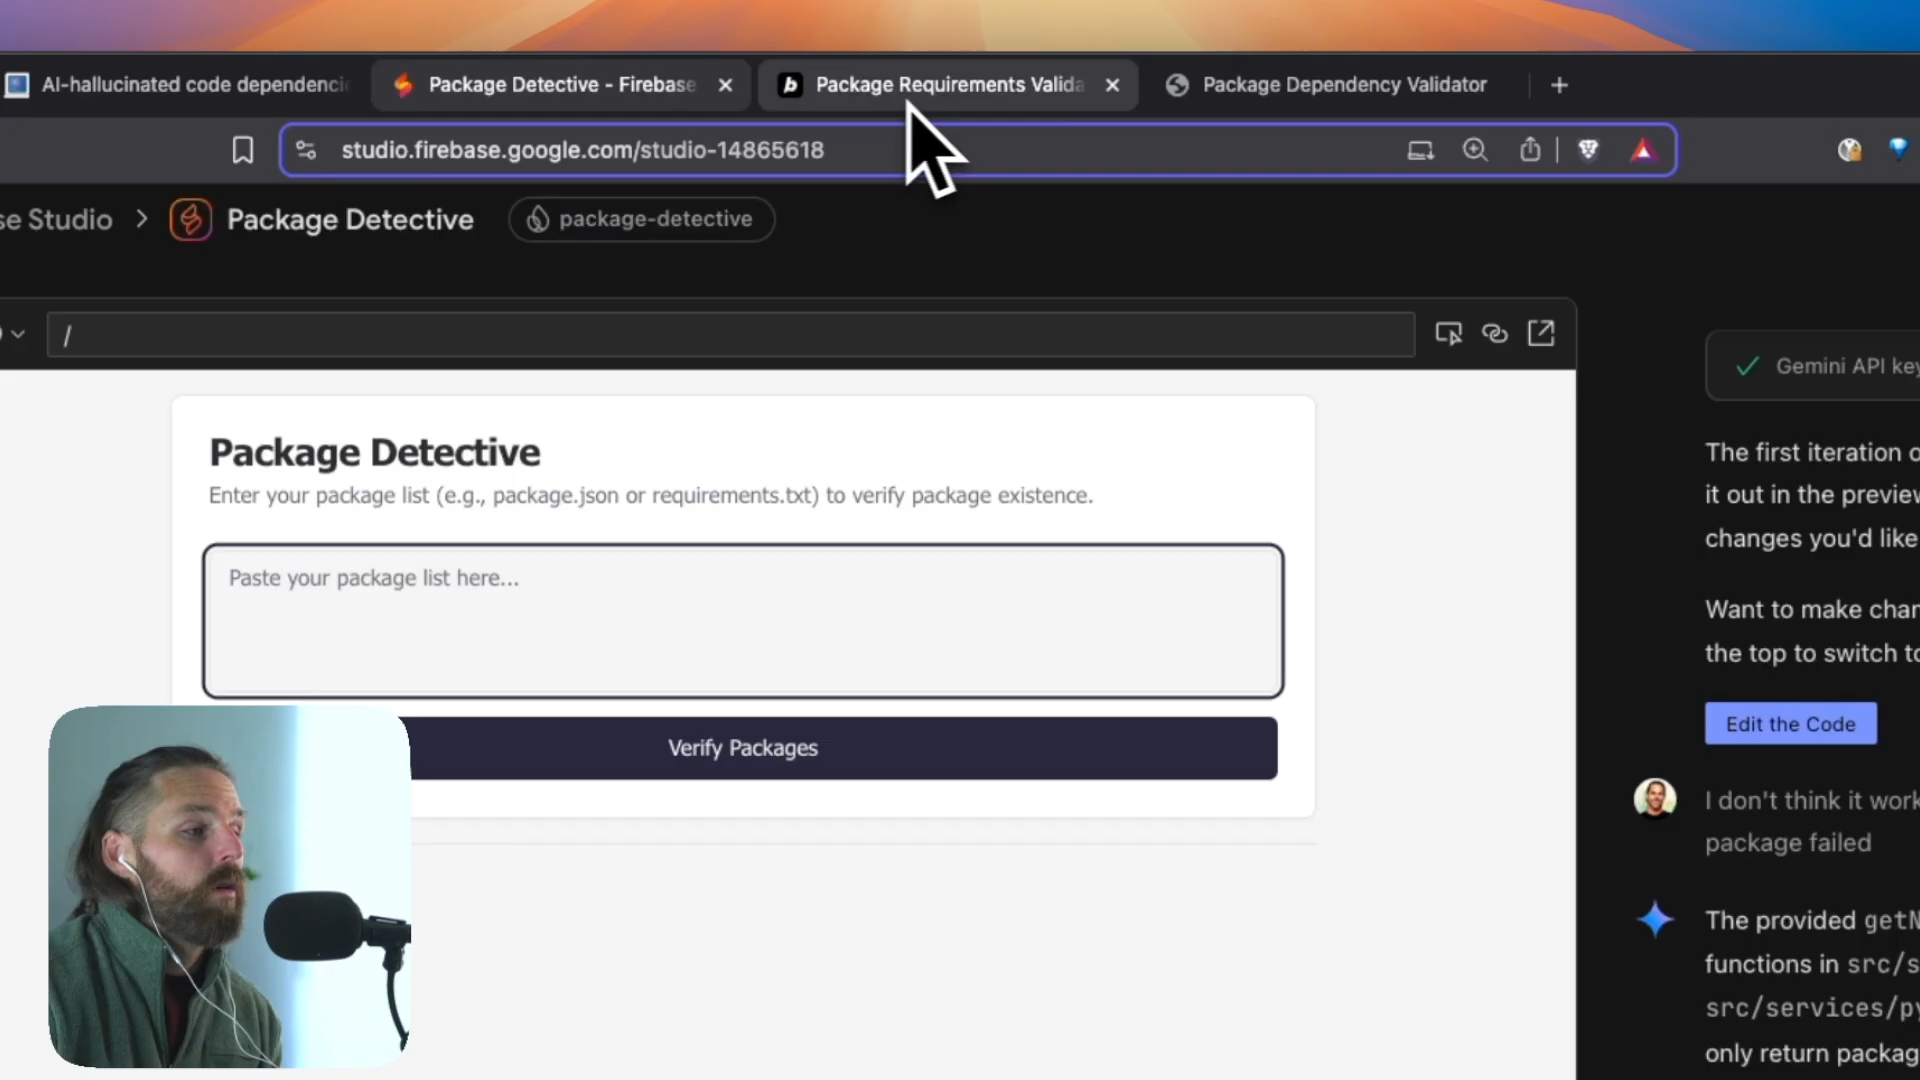 AI-hallucinated code dependenci
Package Detective - Firebase
Package Requirements Valida
Package Dependency Validator
studio.firebase.google.com/studio-14865618
se Studio > Package Detective
package-detective
/
Package Detective
Enter your package list (e.g., package.json or requirements.txt) to verify package existence.
Paste your package list here...
Verify Packages
Gemini API key
The first iteration o
it out in the preview
changes you'd like
Want to make chan
the top to switch to
Edit the Code
I don't think it work
package failed
The provided getN
functions in src/s
src/services/py
only return packag